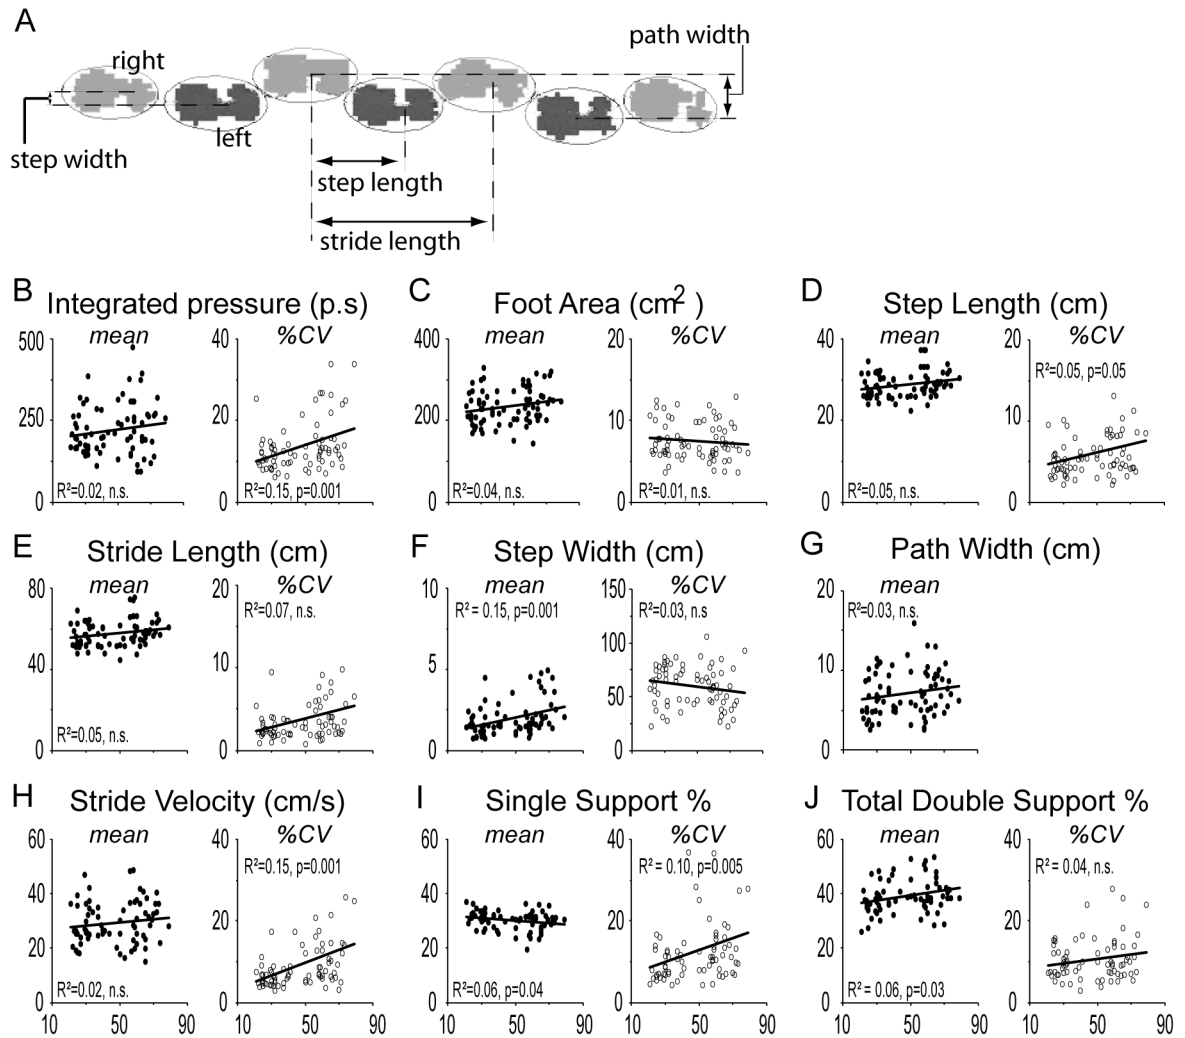 A
path width
right
left
step width
step length
stride length
B Integrated pressure (p.s) C Foot Area (cm2 ) D Step Length (cm)
mean %CV mean %CV mean %CV
500 40 400 20 40 20
R²=0.05, p=0.05
250 20 200 10 20 10
R²=0.02, n.s. R²=0.15, p=0.001 R²=0.04, n.s. R²=0.01, n.s. R²=0.05, n.s.
0 0 0 0 0 0
E Stride Length (cm) F Step Width (cm) G Path Width (cm)
mean %CV mean %CV mean
80 20 10 150 20
R²=0.07, n.s. R² = 0.15, p=0.001 R²=0.03, n.s R²=0.03, n.s.
100
40 10 5 10
50
R²=0.05, n.s.
0 0 0 0 0
H Stride Velocity (cm/s) I Single Support % J Total Double Support %
mean %CV mean %CV mean %CV
60 40 60 40 60 40
R²=0.15, p=0.001 R² = 0.10, p=0.005 R² = 0.04, n.s.
40 40 40
20 20 20 20 20 20
R²=0.02, n.s. R²=0.06, p=0.04 R² = 0.06, p=0.03
0 0 0 0 0 0
10 50 90 10 50 90 10 50 90 10 50 90 10 50 90 10 50 90